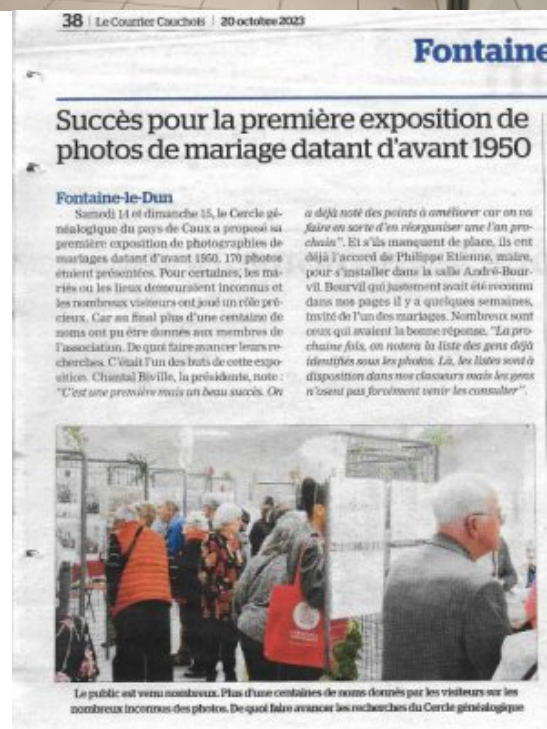 38 | Le Courrier Cauchois | 20 octobre 2023
Fontaine
Succès pour la première exposition de
photos de mariage datant d'avant 1950
Fontaine-le-Dun
Samedi 14 et dimanche 15, le Cercle gé-
néalogique du pays de Caux a proposé sa
première exposition de photographies de
mariages datant d'avant 1950. 170 photos
étaient présentées. Pour certaines, les ma-
riés ou les lieux demeuraient inconnus et
les nombreux visiteurs ont joué un rôle pré-
cieux. Car au final plus d'une centaine de
noms ont pu être donnés aux membres de
l'association. De quoi faire avancer leurs re-
cherches. C'était l'un des buts de cette expo-
sition. Chantal Béville, la présidente, note :
"C'est une première mais un beau succès. On
a déjà noté des points à améliorer car on va
faire en sorte d'en réorganiser une l'an pro-
chain". Et s'ils manquent de place, ils ont
déjà l'accord de Philippe Etienne, maire,
pour s'installer dans la salle André-Bour-
vil. Bourvil qui justement avait été reconnu
dans nos pages il y a quelques semaines,
invité de l'un des mariages. Nombreux sont
ceux qui avaient la bonne réponse. "La pro-
chaine fois, on notera la liste des gens déjà
identifiés sous les photos. Là, les listes sont à
disposition dans nos classeurs mais les gens
n'osent pas forcément venir les consulter".
Le public est venu nombreux. Plus d'une centaines de noms donnés par les visiteurs sur les
nombreux inconnus des photos. De quoi faire avancer les recherches du Cercle généalogique